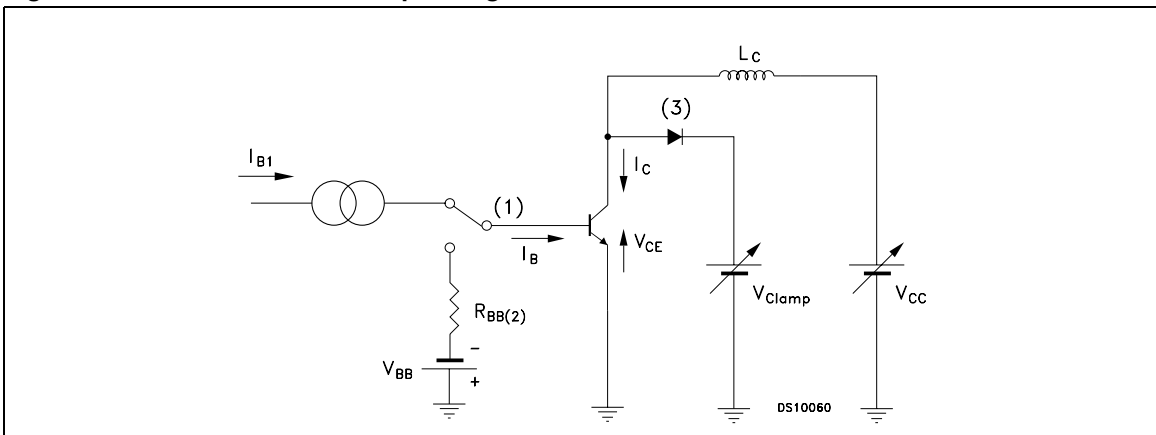 L_C
(3)
I_B1
I_C
(1)
I_B
V_CE
R_BB(2)
V_Clamp
V_CC
-
V_BB
+
DS10060